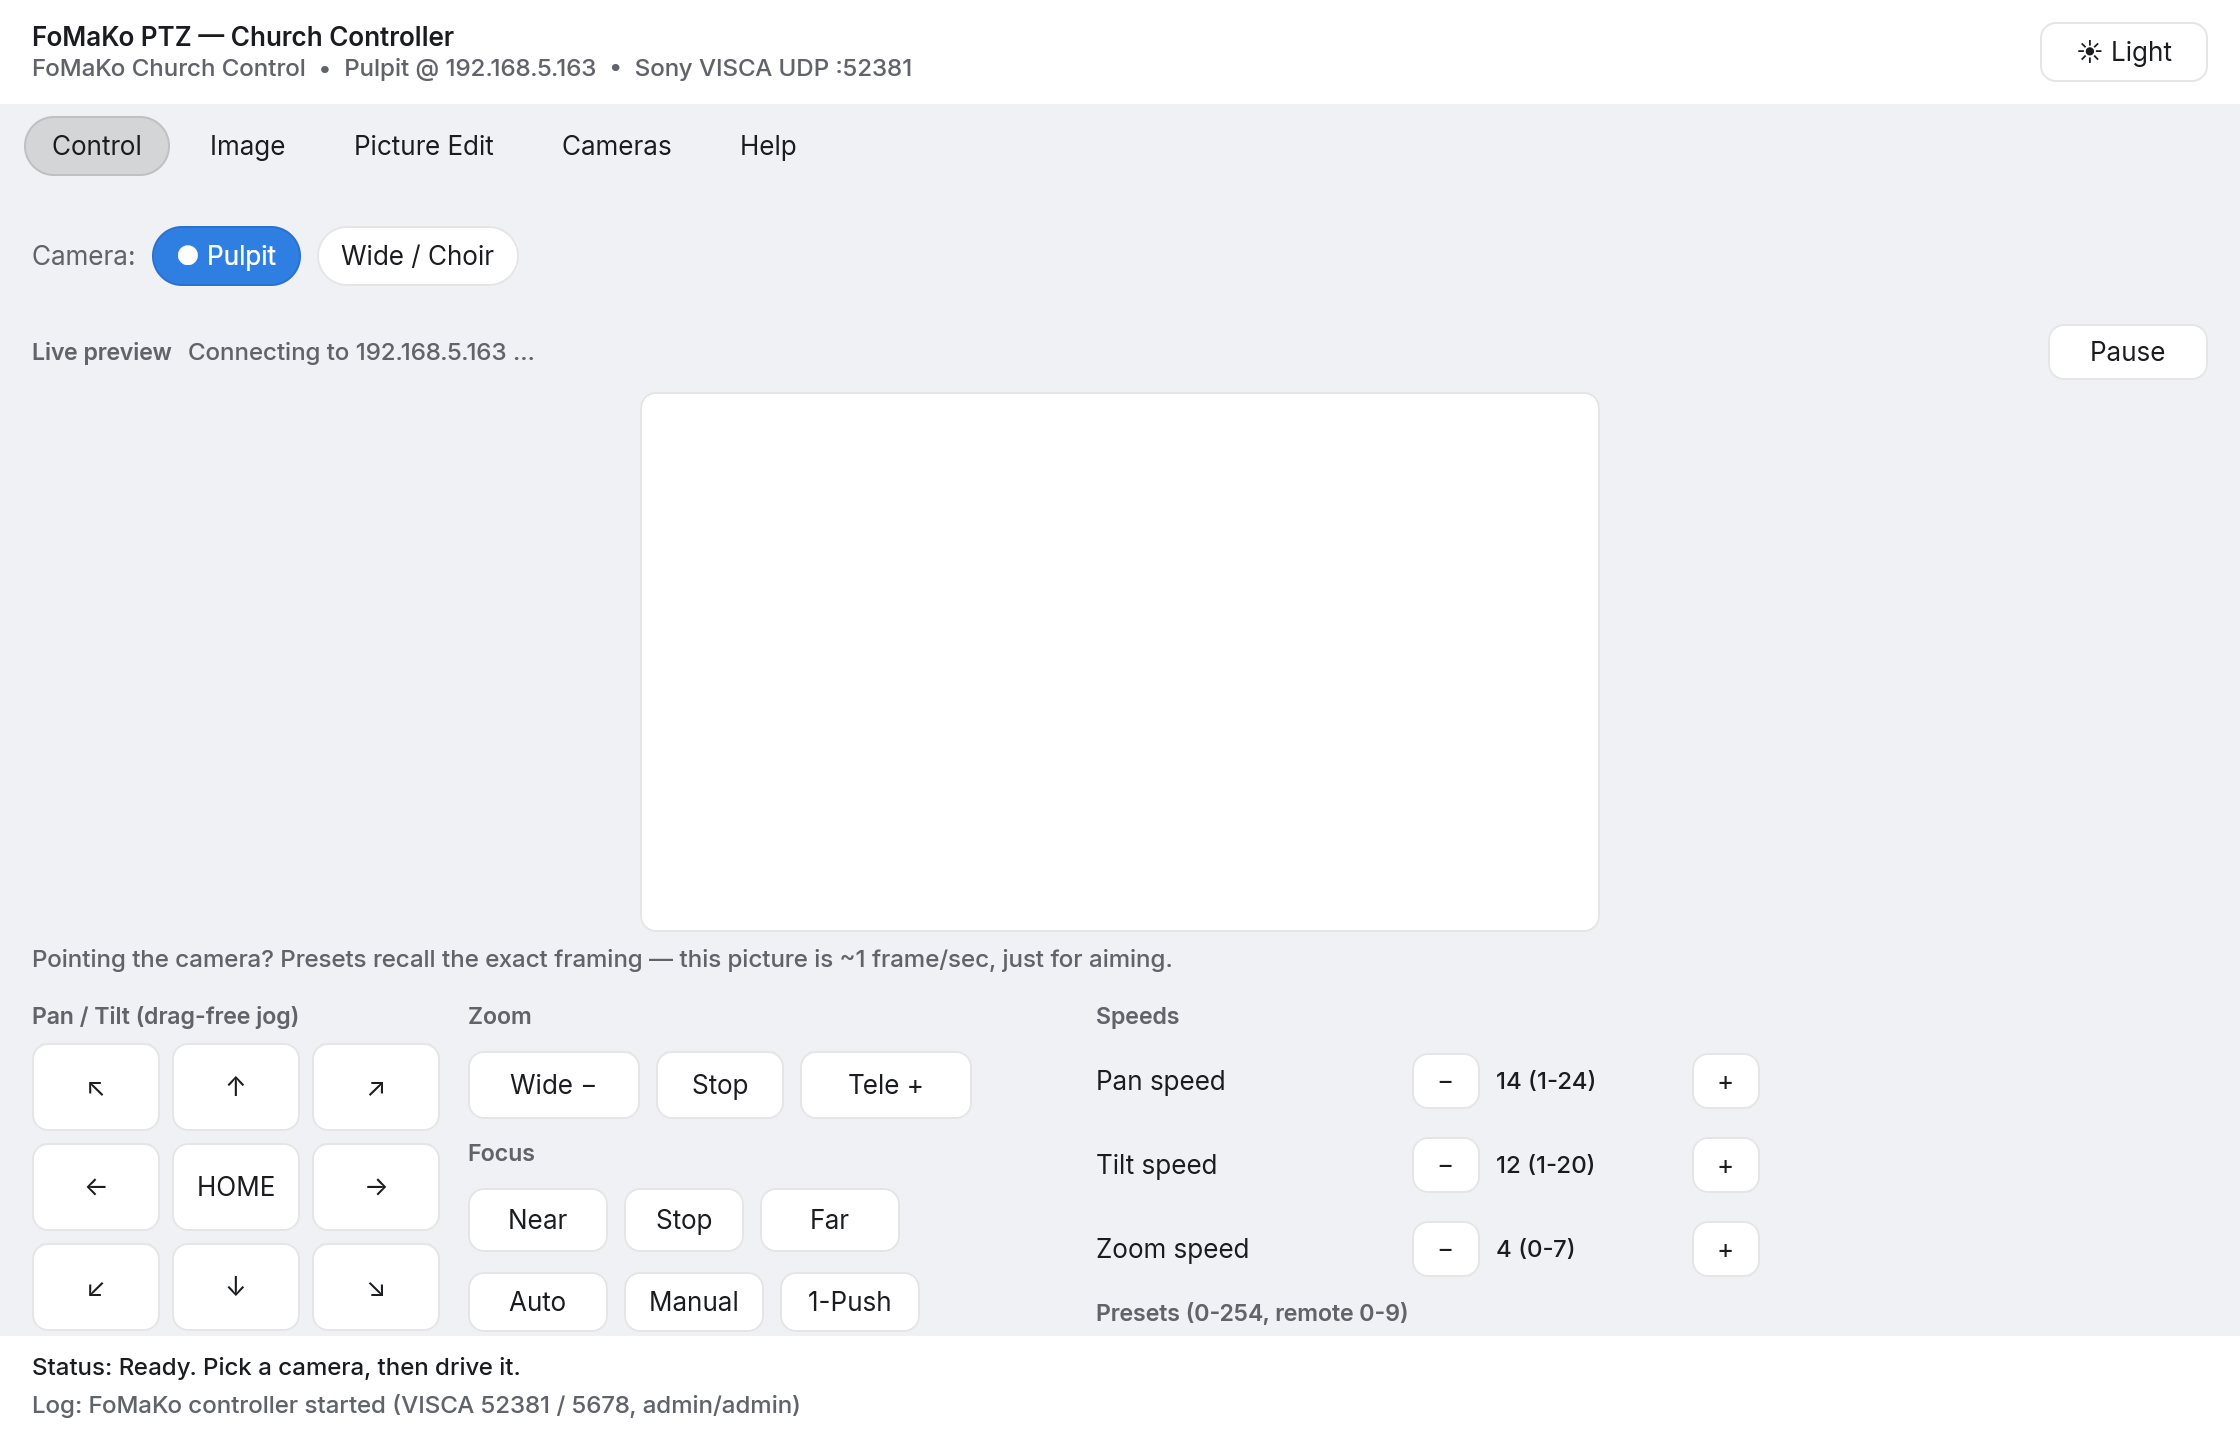 FoMaKo PTZ — Church Controller
FoMaKo Church Control • Pulpit @ 192.168.5.163 • Sony VISCA UDP :52381
☀ Light
Control Image Picture Edit Cameras Help
Camera: Pulpit Wide / Choir
Live preview Connecting to 192.168.5.163 ...
Pause
Pointing the camera? Presets recall the exact framing — this picture is ~1 frame/sec, just for aiming.
Pan / Tilt (drag-free jog)
↖ ↑ ↗
← HOME →
↙ ↓ ↘
Zoom
Wide − Stop Tele +
Focus
Near Stop Far
Auto Manual 1-Push
Speeds
Pan speed − 14 (1-24) +
Tilt speed − 12 (1-20) +
Zoom speed − 4 (0-7) +
Presets (0-254, remote 0-9)
Status: Ready. Pick a camera, then drive it.
Log: FoMaKo controller started (VISCA 52381 / 5678, admin/admin)